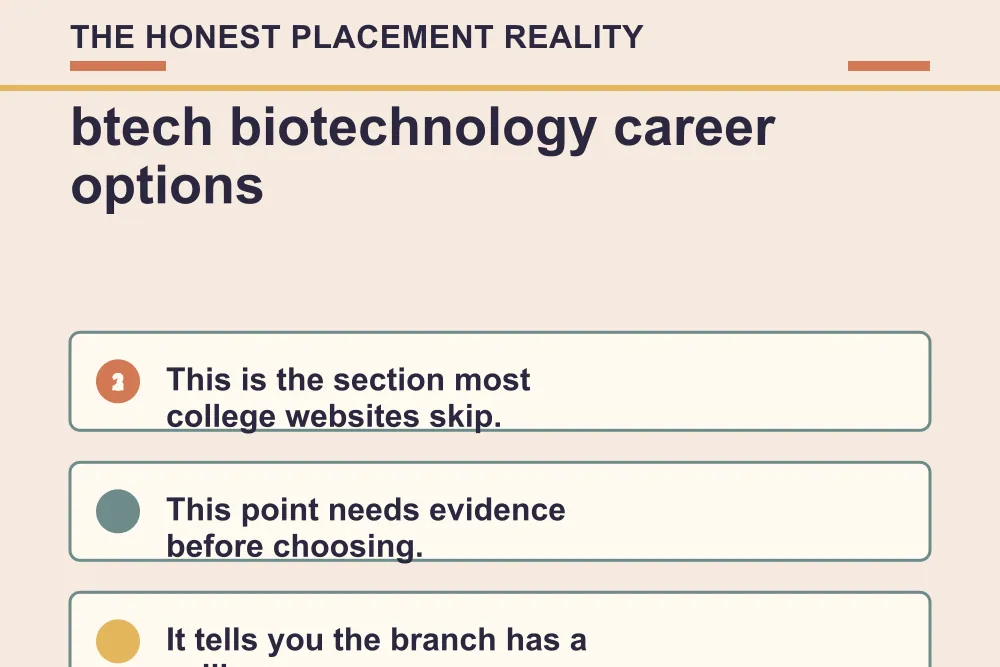 THE HONEST PLACEMENT REALITY
btech biotechnology career
options
This is the section most
college websites skip.
This point needs evidence
before choosing.
It tells you the branch has a